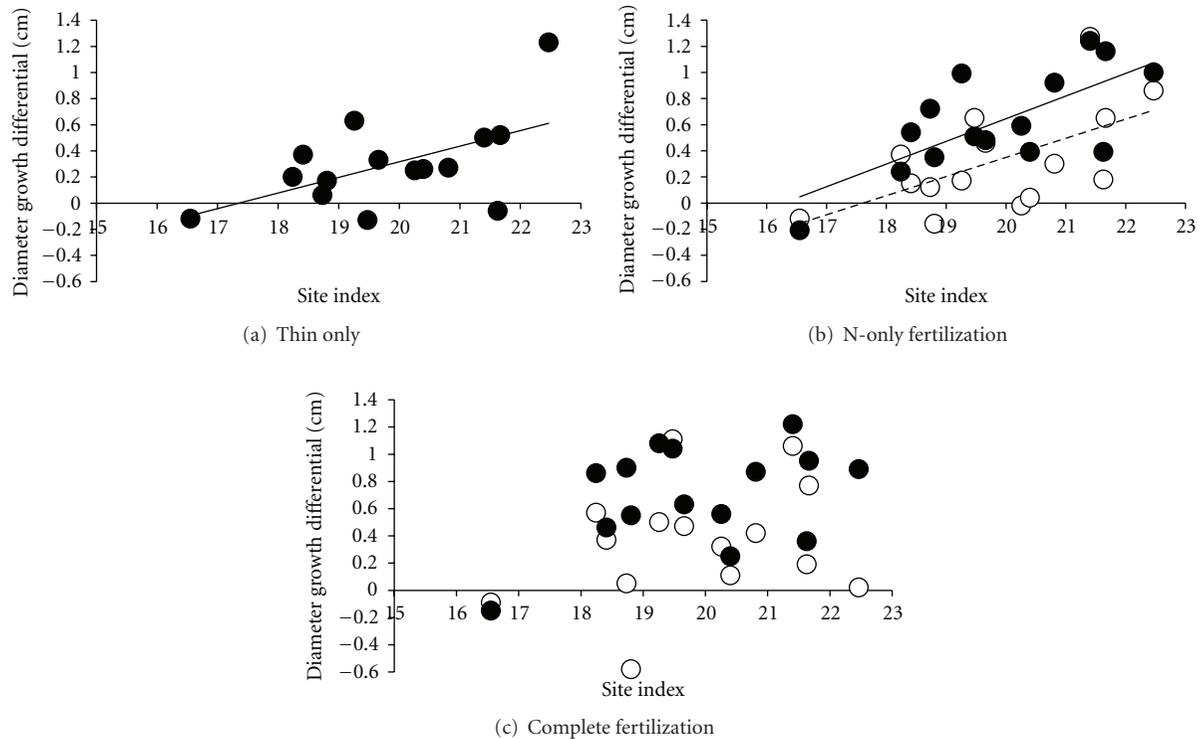 Diameter growth differential (cm)
1.4
1.2
1
0.8
0.6
0.4
0.2
0
−0.2
−0.4
−0.6
15 16 17 18 19 20 21 22 23
Site index
(a) Thin only
Diameter growth differential (cm)
1.4
1.2
1
0.8
0.6
0.4
0.2
0
−0.2
−0.4
−0.6
15 16 17 18 19 20 21 22 23
Site index
(b) N-only fertilization
Diameter growth differential (cm)
1.4
1.2
1
0.8
0.6
0.4
0.2
0
−0.2
−0.4
−0.6
15 16 17 18 19 20 21 22 23
Site index
(c) Complete fertilization